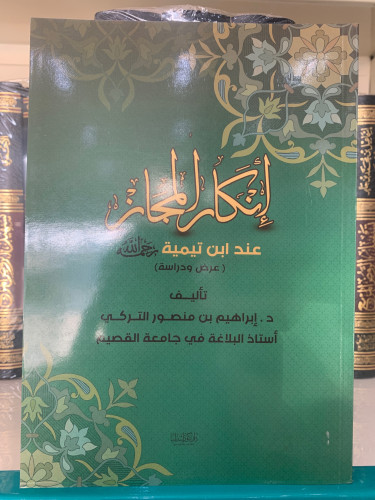 إنكار المجاز
عند ابن تيمية رحمه الله
( عرض ودراسة )
تأليف
د. إبراهيم بن منصور التركي
أستاذ البلاغة في جامعة القصيم